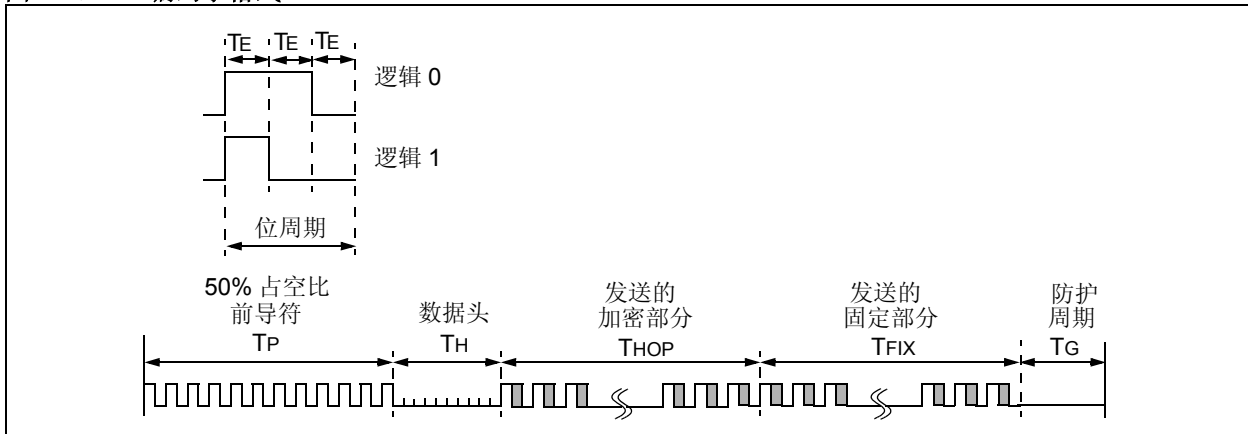 TE TE TE
逻辑 0
逻辑 1
位周期
50% 占空比
前导符
TP
数据头
TH
发送的
加密部分
THOP
发送的
固定部分
TFIX
防护
周期
TG